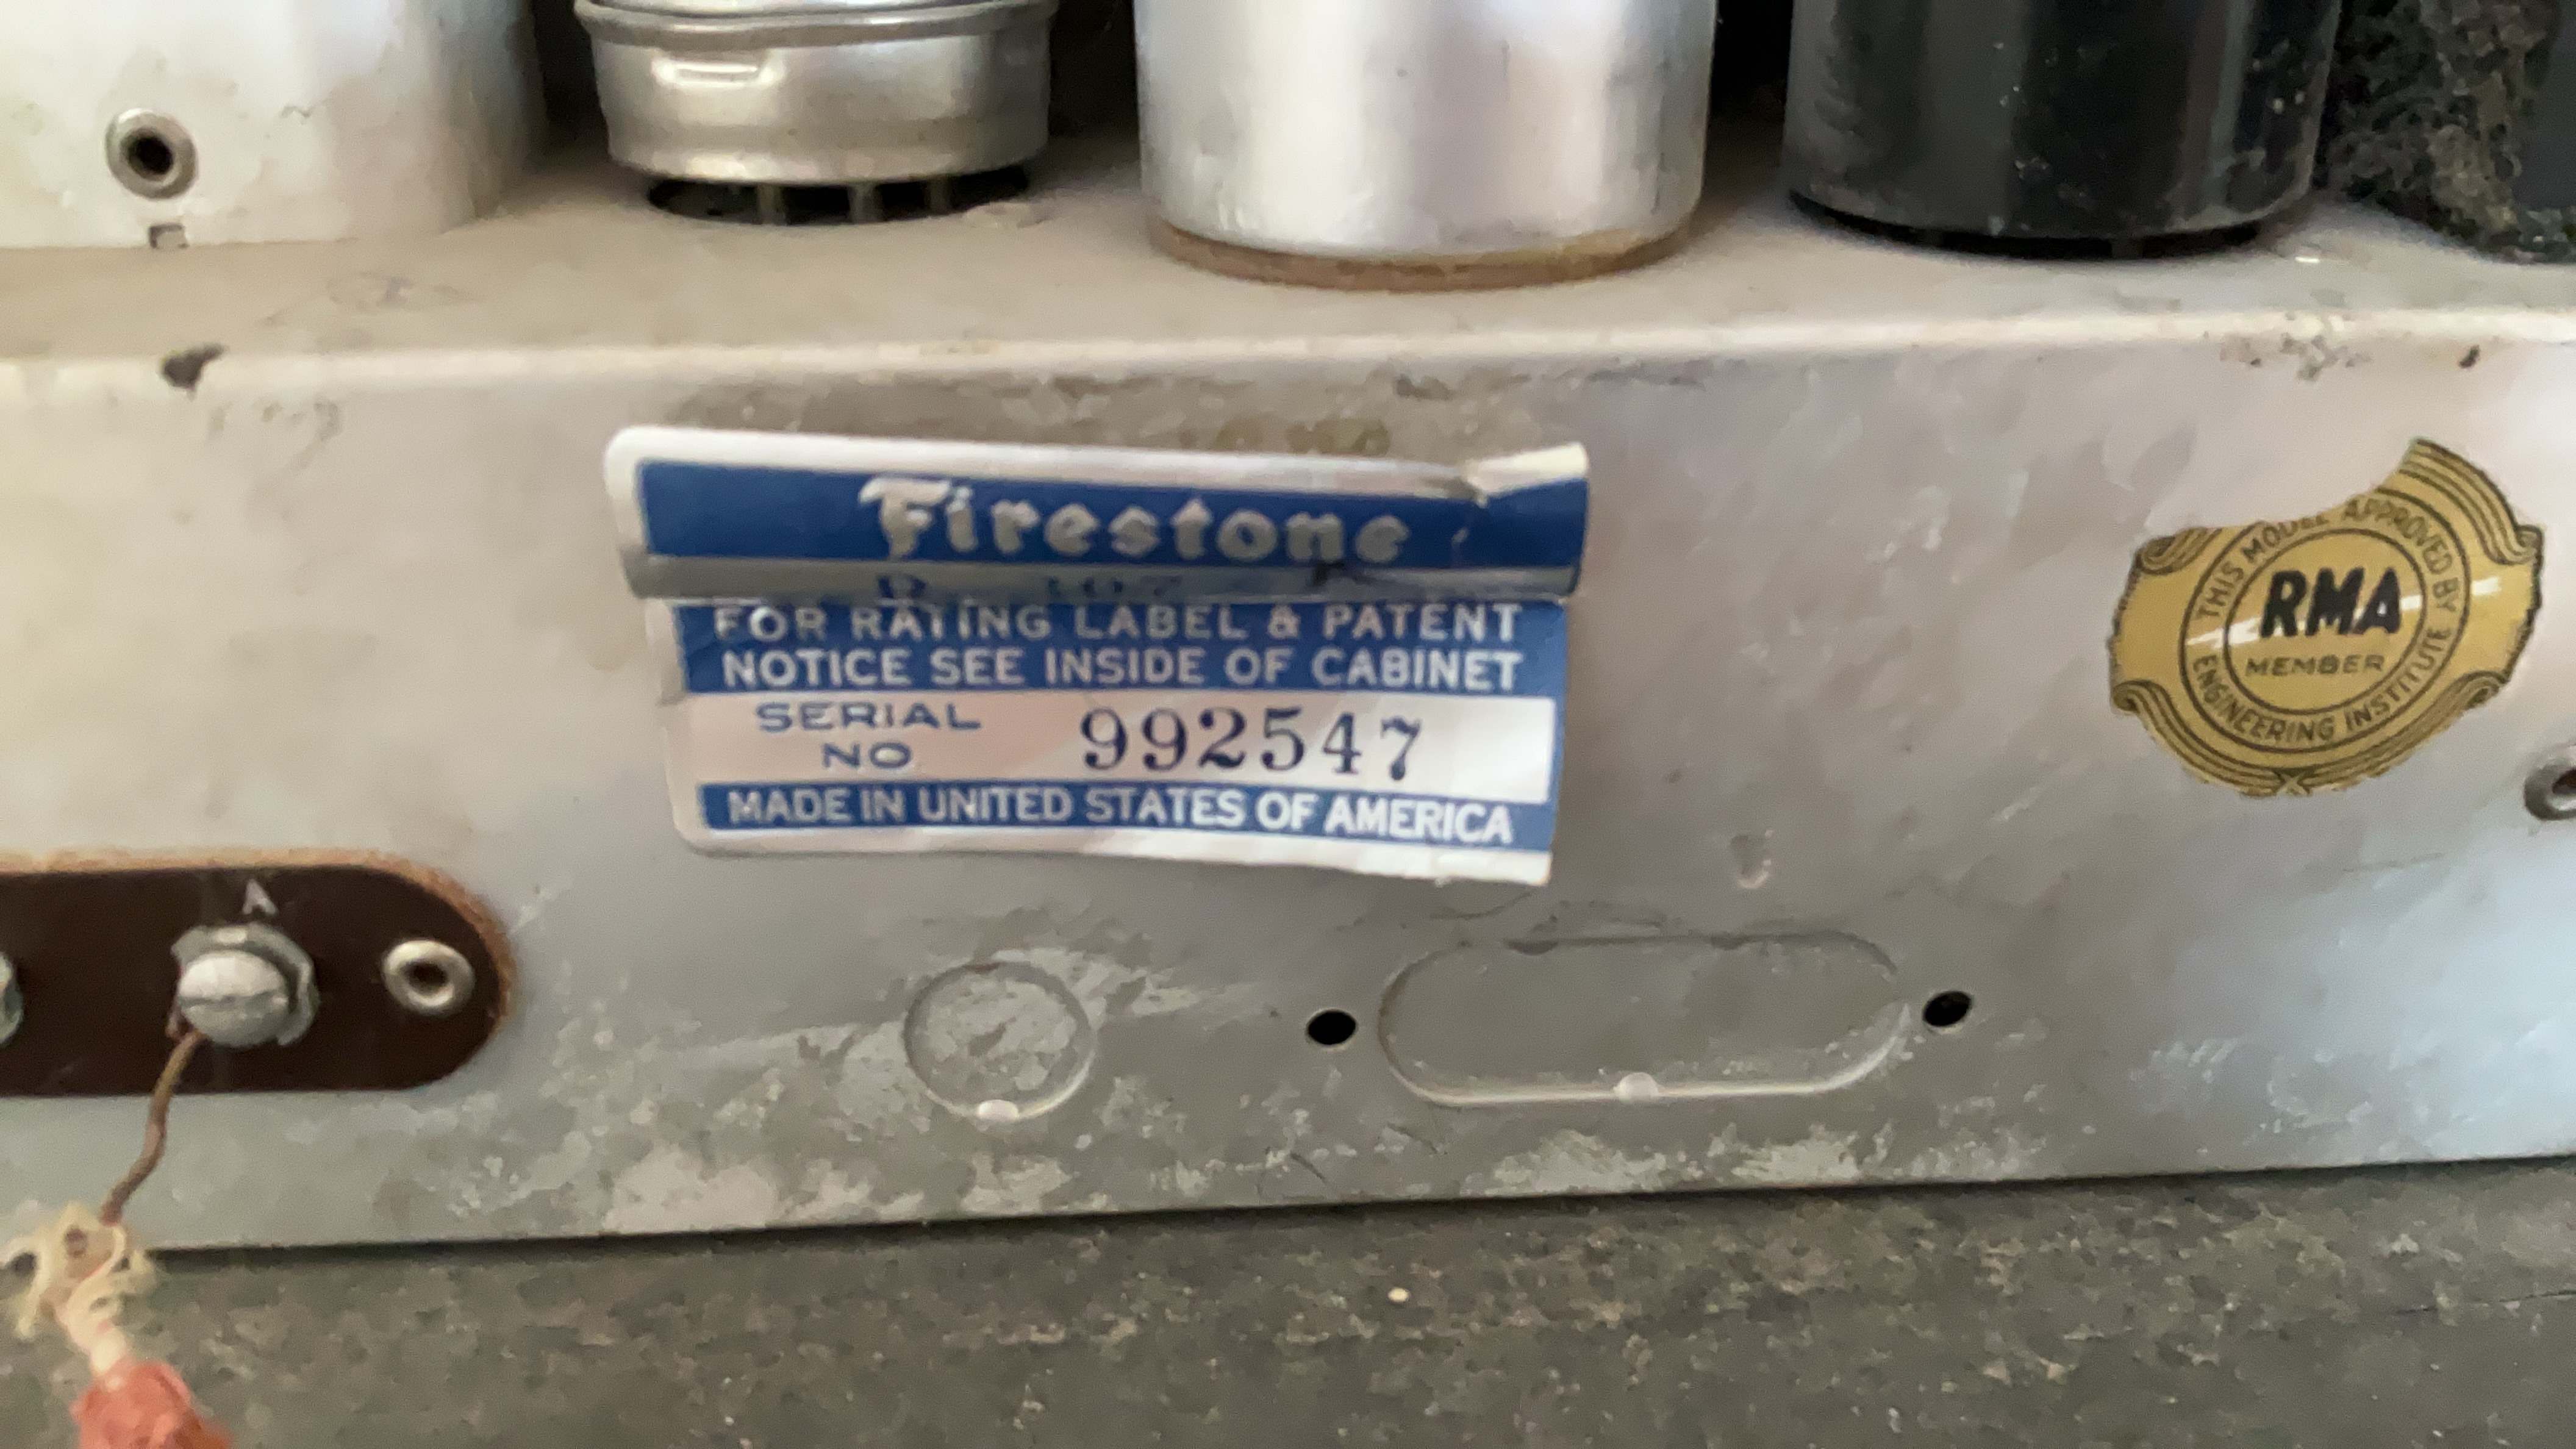 Firestone
FOR RATING LABEL & PATENT
NOTICE SEE INSIDE OF CABINET
SERIAL
NO 992547
MADE IN UNITED STATES OF AMERICA
THIS MODEL APPROVED BY
RMA
MEMBER
ENGINEERING INSTITUTE
A